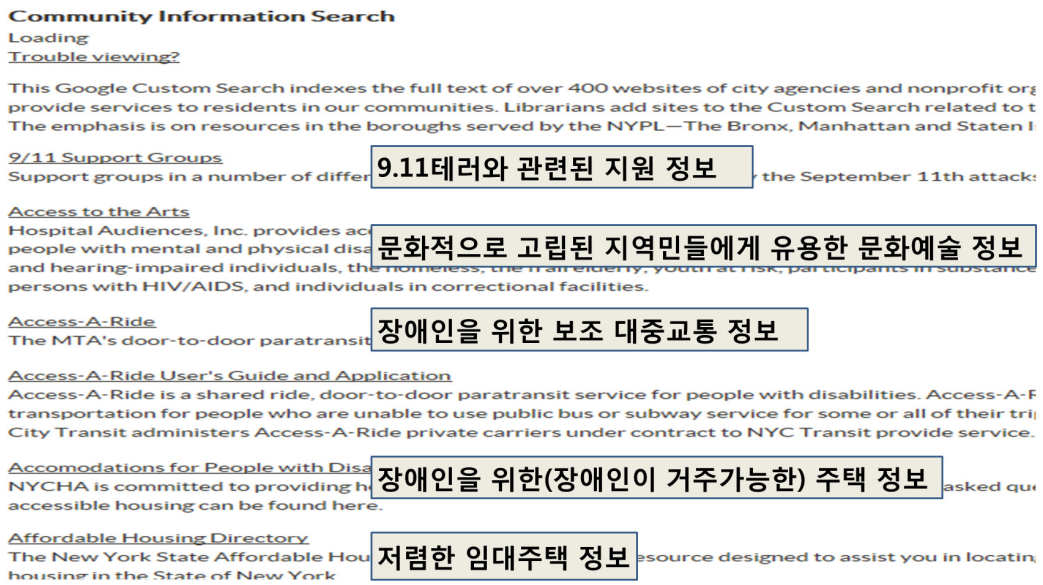 Community Information Search
Loading
Trouble viewing?
This Google Custom Search indexes the full text of over 400 websites of city agencies and nonprofit
provide services to residents in our communities. Librarians add sites to the Custom Search related to
The emphasis is on resources in the boroughs served by the NYPL—The Bronx, Manhattan and Staten
9/11 Support Groups
Support groups in a number of 9.11테러와 관련된 지원 정보 the September 11th attacks
Access to the Arts
Hospital Audiences, Inc. provides
people with mental and physical 문화적으로 고립된 지역민들에게 유용한 문화예술 정보
and hearing-impaired individuals, the homeless, the frail elderly, youth at risk, participants in substance
persons with HIV/AIDS, and individuals in correctional facilities.
Access-A-Ride
The MTA's door-to-door paratransit 장애인을 위한 보조 대중교통 정보
Access-A-Ride User's Guide and Application
Access-A-Ride is a shared ride, door-to-door paratransit service for people with disabilities.
transportation for people who are unable to use public bus or subway service for some or all of their
City Transit administers Access-A-Ride private carriers under contract to NYC Transit provide service.
Accomodations for People with
NYCHA is committed to providing 장애인을 위한(장애인이 거주가능한) 주택 정보 asked
accessible housing can be found here.
Affordable Housing Directory
The New York State Affordable 저렴한 임대주택 정보 designed to assist you in
housing in the State of New York